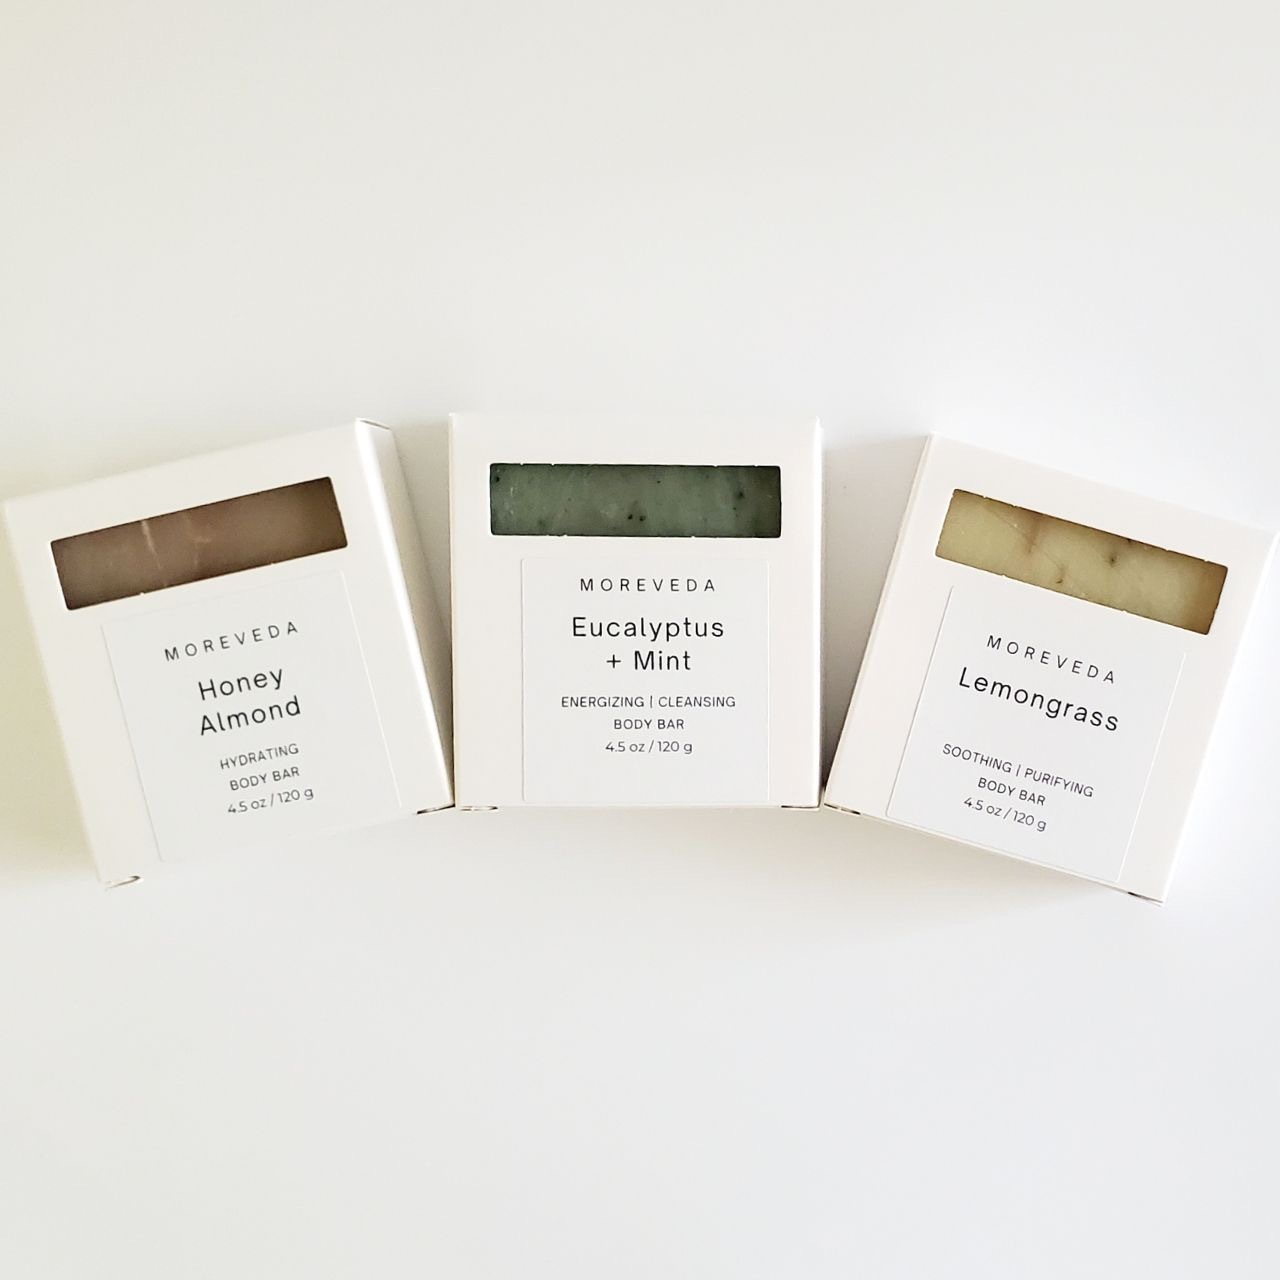 MOREVEDA
Honey
Almond
HYDRATING
BODY BAR
4.5 oz / 120 g
MOREVEDA
Eucalyptus
+ Mint
ENERGIZING | CLEANSING
BODY BAR
4.5 oz / 120 g
MOREVEDA
Lemongrass
SOOTHING | PURIFYING
BODY BAR
4.5 oz / 120 g